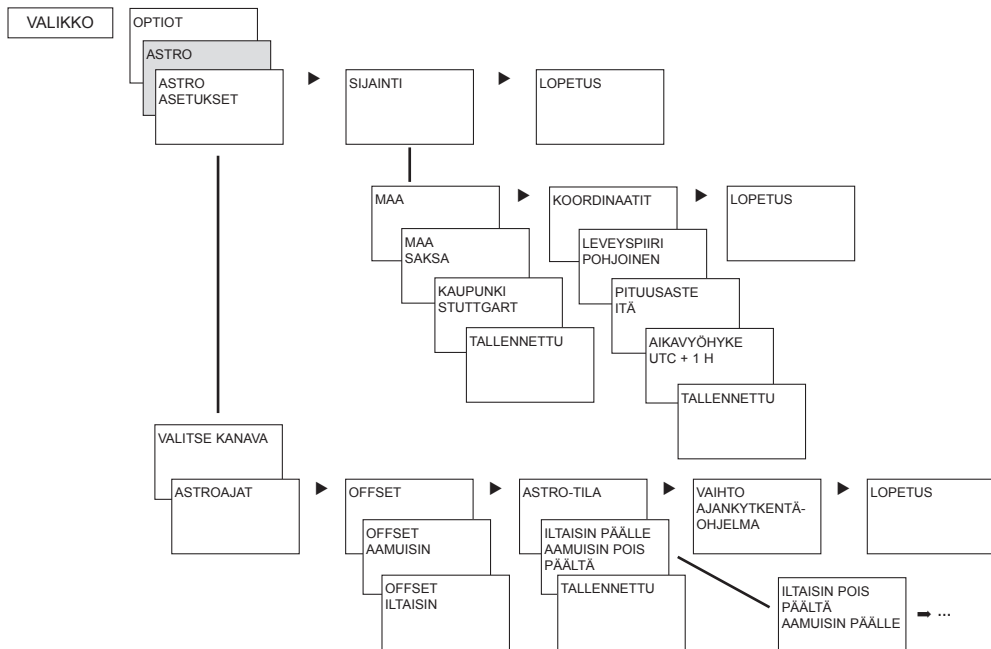 VALIKKO
OPTIOT
ASTRO
ASTRO
ASETUKSET
SIJAINTI
LOPETUS
MAA
MAA
SAKSA
KAUPUNKI
STUTTGART
TALLENNETTU
KOORDINAATIT
LEVEYSPIIRI
POHJOINEN
PITUUSASTE
ITÄ
AIKAVYÖHYKE
UTC + 1 H
TALLENNETTU
LOPETUS
VALITSE KANAVA
ASTROAJAT
OFFSET
OFFSET
AAMUISIN
OFFSET
ILTAISIN
ASTRO-TILA
ILTAISIN PÄÄLLE
AAMUISIN POIS
PÄÄLTÄ
TALLENNETTU
VAIHTO
AJANKYTKENTÄ-
OHJELMA
LOPETUS
ILTAISIN POIS
PÄÄLTÄ
AAMUISIN PÄÄLLE
...